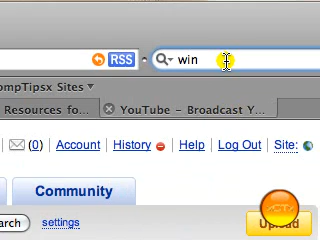 RSS win
ompTipsx Sites
Resources fo... YouTube – Broadcast Y...
(0) Account History Help Log Out Site:
Community
arch settings Upload